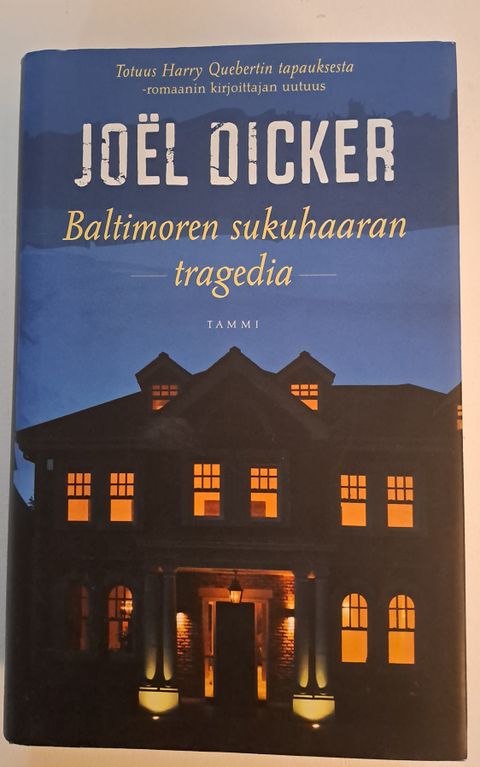 Totuus Harry Quebertin tapauksesta
-romaanin kirjoittajan uutuus
JOËL DICKER
Baltimoren sukuhaaran
tragedia
TAMMI